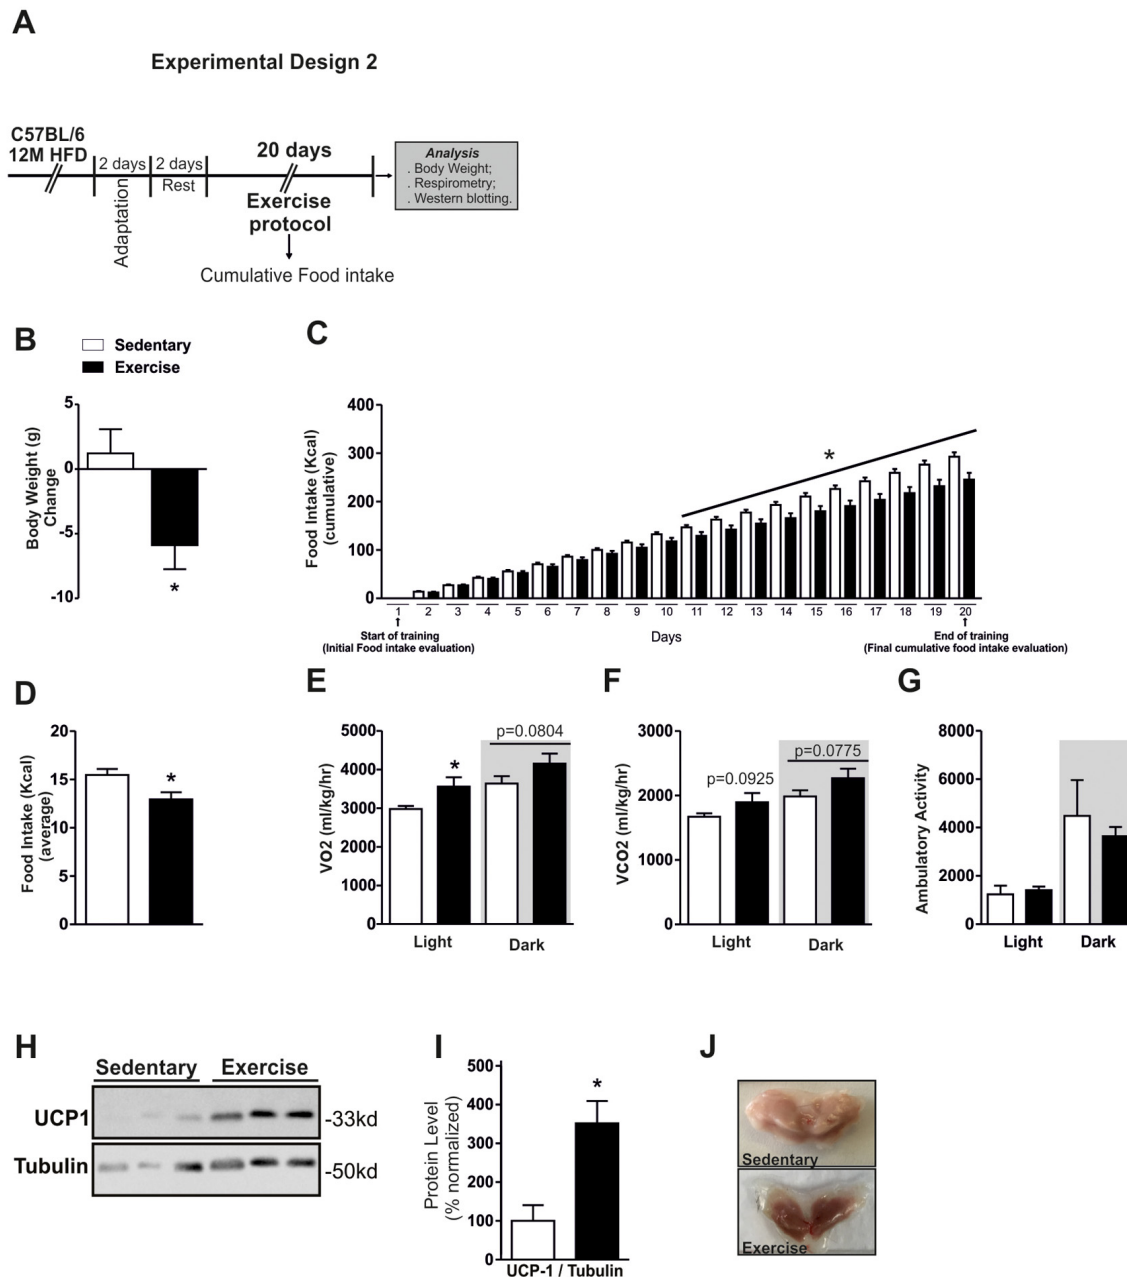 A
Experimental Design 2
C57BL/6
12M HFD
2 days
2 days
20 days
Adaptation
Rest
Exercise
protocol
Cumulative Food intake
Analysis
. Body Weight;
. Respirometry;
. Western blotting.
B
Sedentary
Exercise
Body Weight (g)
Change
5
0
-5
-10
*
C
Food Intake (Kcal)
(cumulative)
400
300
200
100
0
*
1 2 3 4 5 6 7 8 9 10 11 12 13 14 15 16 17 18 19 20
Start of training
(Initial Food intake evaluation)
Days
End of training
(Final cumulative food intake evaluation)
D
Food Intake (Kcal)
(average)
20
15
10
5
0
*
E
VO2 (ml/kg/hr)
5000
4000
3000
2000
1000
0
*
p=0.0804
Light Dark
F
VCO2 (ml/kg/hr)
3000
2000
1000
0
p=0.0925
p=0.0775
Light Dark
G
Ambulatory Activity
8000
6000
4000
2000
0
Light Dark
H
Sedentary Exercise
UCP1 -33kd
Tubulin -50kd
I
Protein Level
(% normalized)
500
400
300
200
100
0
*
UCP-1 / Tubulin
J
Sedentary
Exercise